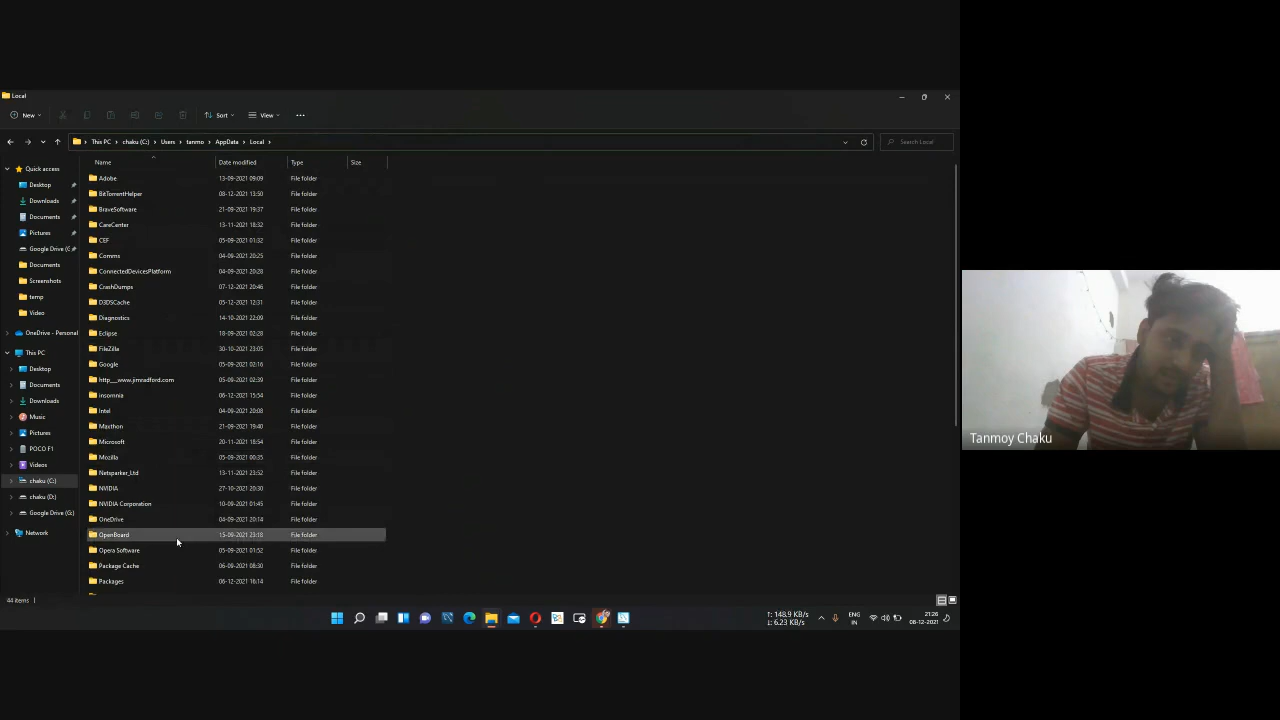 Local
New
Sort
View
This PC
chaku (C:)
Users
tanmo
AppData
Local
Search Local
Name
Date modified
Type
Size
Quick access
Desktop
Downloads
Documents
Pictures
Google Drive (G
Documents
Screenshots
temp
Video
OneDrive - Personal
This PC
Desktop
Documents
Downloads
Music
Pictures
POCO F1
Videos
chaku (C:)
chaku (D:)
Google Drive (G:)
Network
Adobe 13-09-2021 09:09 File folder
BitTorrentHelper 08-12-2021 13:50 File folder
BraveSoftware 21-09-2021 19:37 File folder
CareCenter 13-11-2021 18:32 File folder
CEF 05-09-2021 01:32 File folder
Comms 04-09-2021 20:25 File folder
ConnectedDevicesPlatform 04-09-2021 20:28 File folder
CrashDumps 07-12-2021 20:46 File folder
D3DSCache 05-12-2021 12:31 File folder
Diagnostics 14-10-2021 22:09 File folder
Eclipse 18-09-2021 02:28 File folder
FileZilla 30-10-2021 23:05 File folder
Google 05-09-2021 02:16 File folder
http___www.jimradford.com 05-09-2021 02:39 File folder
insomnia 06-12-2021 15:54 File folder
Intel 04-09-2021 20:08 File folder
Maxthon 21-09-2021 19:40 File folder
Microsoft 20-11-2021 18:54 File folder
Mozilla 05-09-2021 00:35 File folder
Netsparker_Ltd 13-11-2021 23:52 File folder
NVIDIA 27-10-2021 20:30 File folder
NVIDIA Corporation 10-09-2021 01:45 File folder
OneDrive 04-09-2021 20:14 File folder
OpenBoard 15-09-2021 23:18 File folder
Opera Software 05-09-2021 01:52 File folder
Package Cache 06-09-2021 08:30 File folder
Packages 06-12-2021 16:14 File folder
44 items
↑: 148.9 KB/s
↓: 6.23 KB/s
ENG
IN
21:26
08-12-2021
Tanmoy Chaku